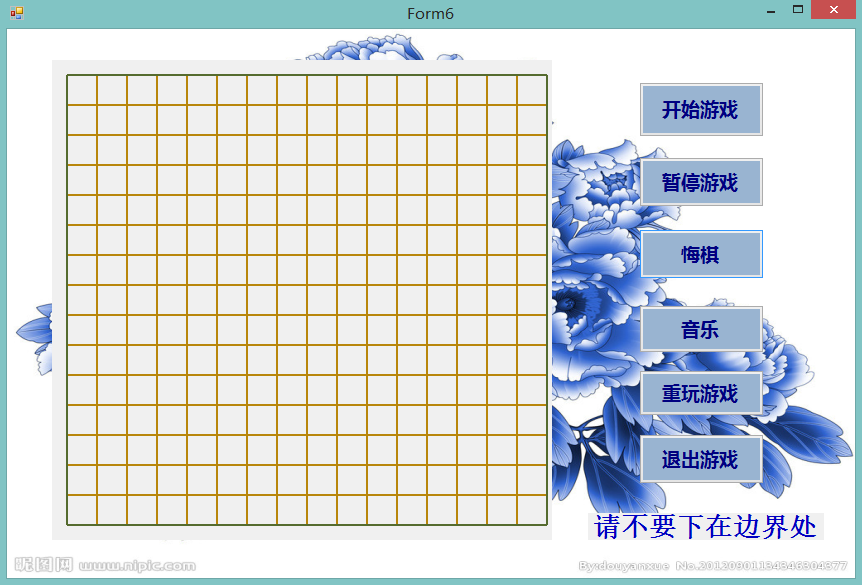 Form6
开始游戏
暂停游戏
悔棋
音乐
重玩游戏
退出游戏
请不要下在边界处
昵图网 www.nipic.com
By:douyanxue No.20120901134346304377